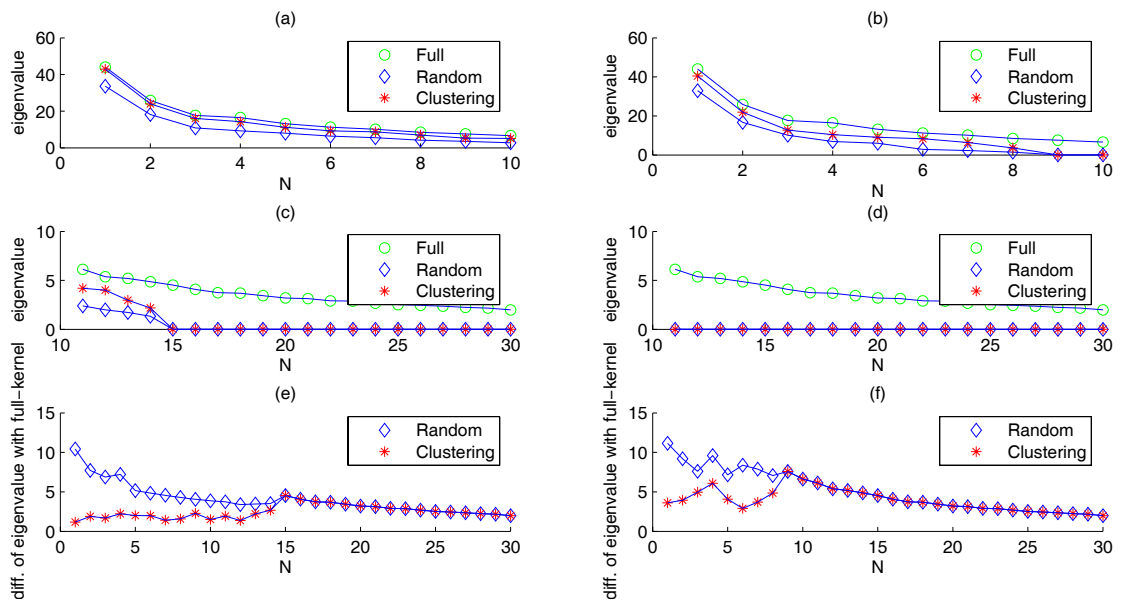 (a)
60
40
20
0
eigenvalue
0 2 4 6 8 10
N
Full
Random
Clustering
(b)
60
40
20
0
eigenvalue
0 2 4 6 8 10
N
Full
Random
Clustering
(c)
10
5
0
eigenvalue
10 15 20 25 30
N
Full
Random
Clustering
(d)
10
5
0
eigenvalue
10 15 20 25 30
N
Full
Random
Clustering
(e)
15
10
5
0
diff. of eigenvalue with full-kernel
0 5 10 15 20 25 30
N
Random
Clustering
(f)
15
10
5
0
diff. of eigenvalue with full-kernel
0 5 10 15 20 25 30
N
Random
Clustering